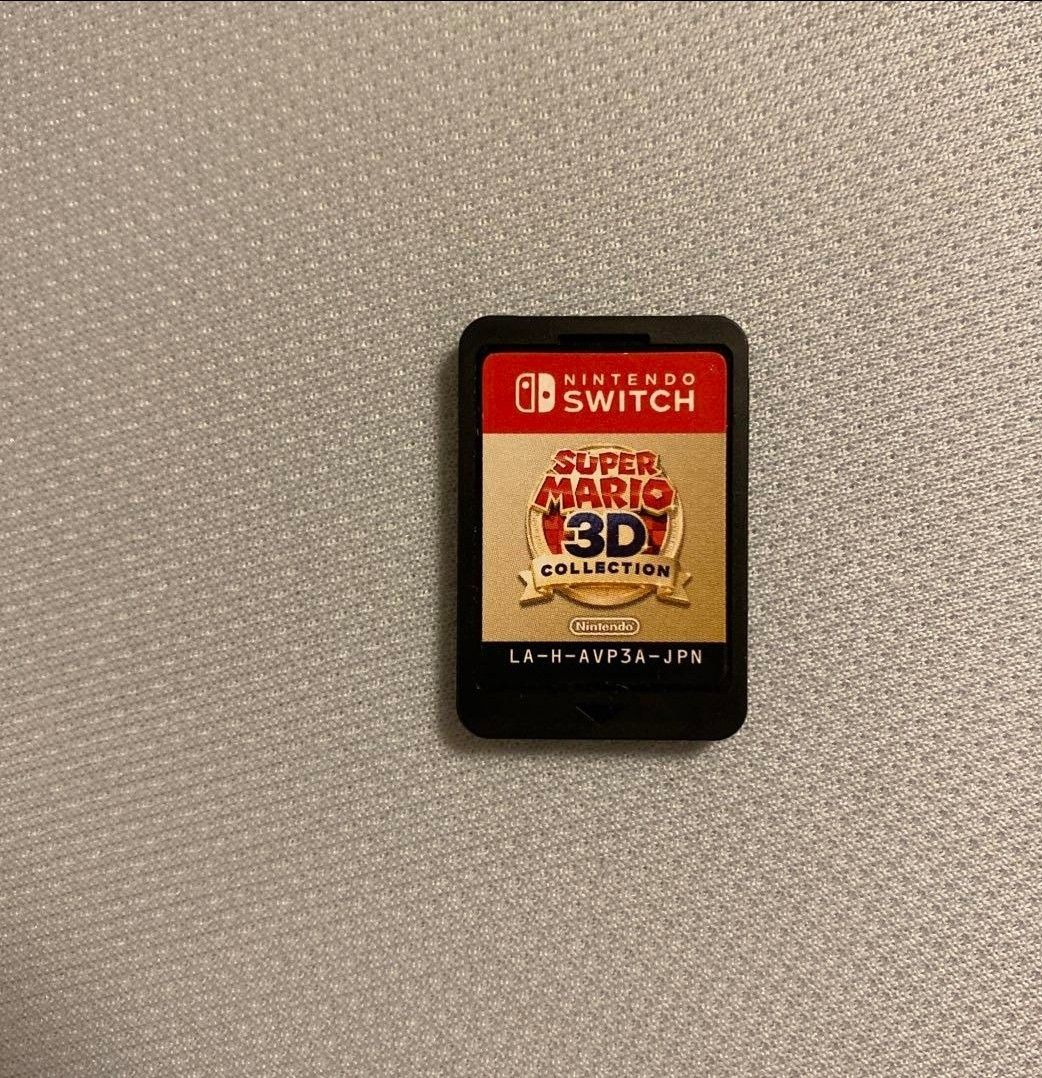 NINTENDO
SWITCH
SUPER
MARIO
3D
COLLECTION
Nintendo
LA-H-AVP3A-JPN